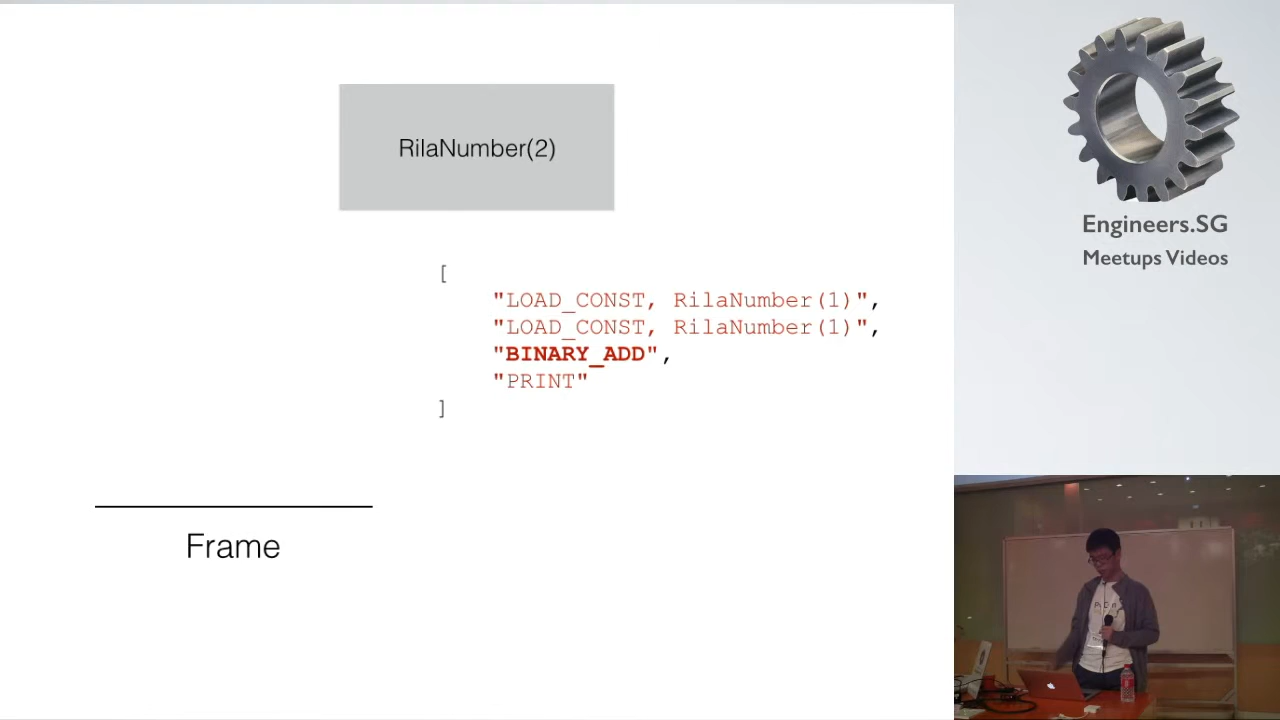 RilaNumber(2)
[
"LOAD_CONST, RilaNumber(1)",
"LOAD_CONST, RilaNumber(1)",
"BINARY_ADD",
"PRINT"
]
Frame
Engineers.SG
Meetups Videos